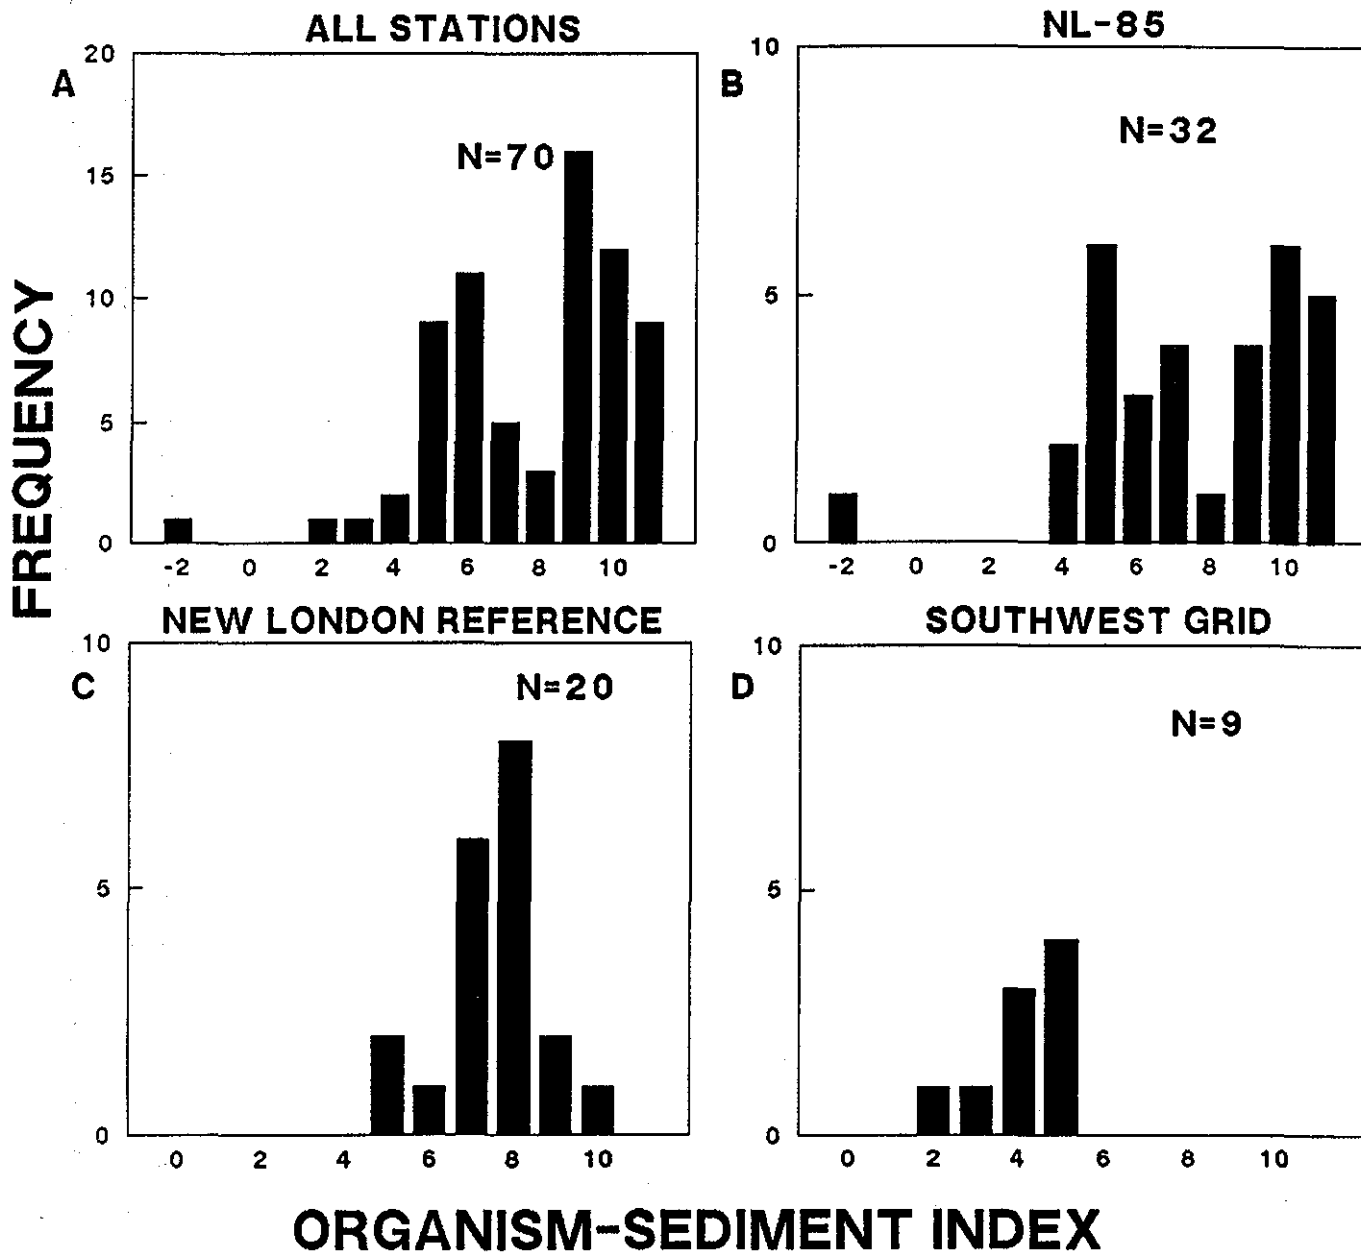 ALL STATIONS
A
N=70
20
15
10
5
0
-2 0 2 4 6 8 10
NL-85
B
N=32
10
5
0
-2 0 2 4 6 8 10
FREQUENCY
NEW LONDON REFERENCE
C
N=20
10
5
0
0 2 4 6 8 10
SOUTHWEST GRID
D
N=9
10
5
0
0 2 4 6 8 10
ORGANISM-SEDIMENT INDEX